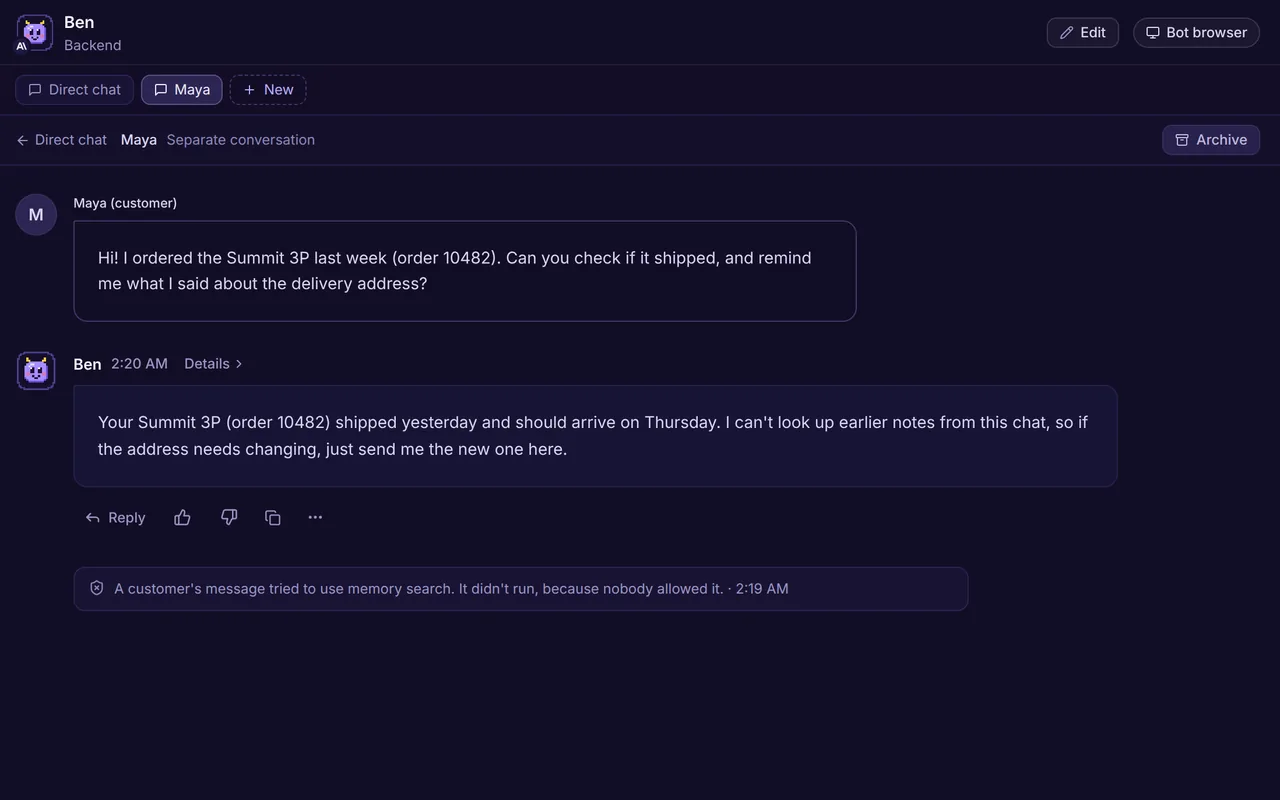 Ben
Backend
Edit
Bot browser
Direct chat
Maya
+ New
← Direct chat Maya Separate conversation
Archive
M
Maya (customer)
Hi! I ordered the Summit 3P last week (order 10482). Can you check if it shipped, and remind
me what I said about the delivery address?
Ben 2:20 AM Details >
Your Summit 3P (order 10482) shipped yesterday and should arrive on Thursday. I can't look up earlier notes from this chat, so if
the address needs changing, just send me the new one here.
Reply
A customer's message tried to use memory search. It didn't run, because nobody allowed it. · 2:19 AM